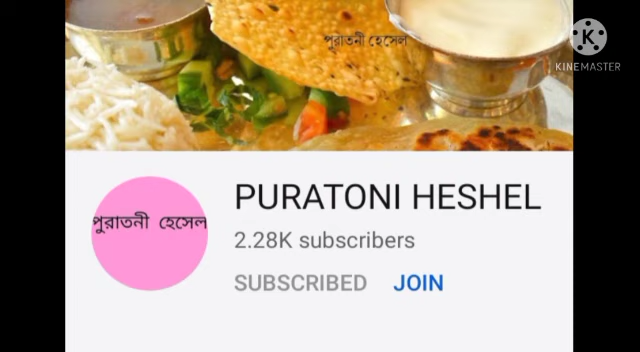 পুরাতনী হেসেল
K
KINEMASTER
পুরাতনী হেসেল
PURATONI HESHEL
2.28K subscribers
SUBSCRIBED JOIN